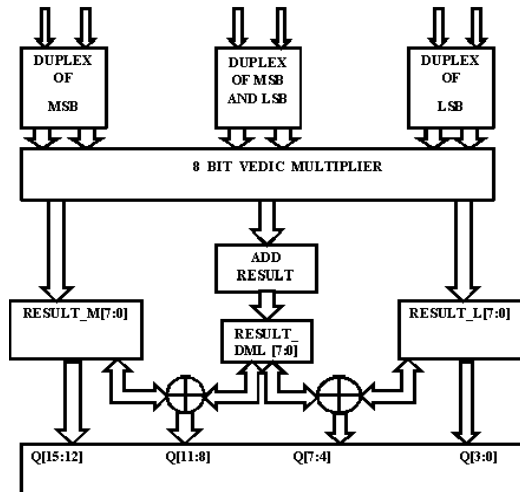 DUPLEX
OF
MSB
DUPLEX
OF MSB
AND LSB
DUPLEX
OF
LSB
8 BIT VEDIC MULTIPLIER
ADD
RESULT
RESULT_M[7:0]
RESULT_
DML [7:0]
RESULT_L[7:0]
Q[15:12]
Q[11:8]
Q[7:4]
Q[3:0]